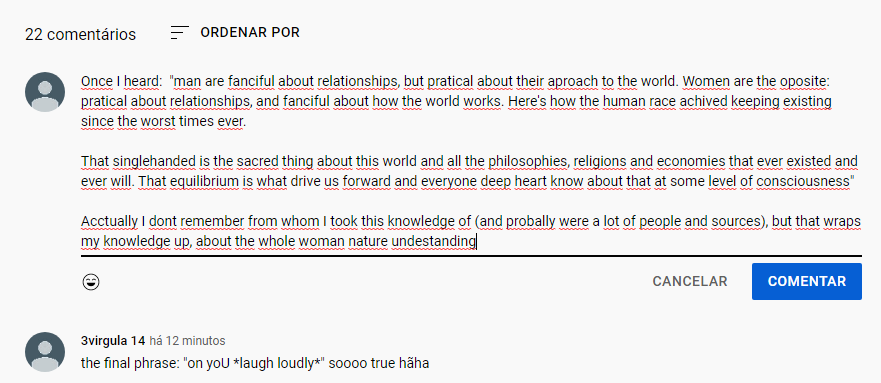 22 comentários ORDENAR POR
Once I heard: "man are fanciful about relationships, but pratical about their aproach to the world. Women are the oposite:
pratical about relationships, and fanciful about how the world works. Here's how the human race achived keeping existing
since the worst times ever.
That singlehanded is the sacred thing about this world and all the philosophies, religions and economies that ever existed and
ever will. That equilibrium is what drive us forward and everyone deep heart know about that at some level of consciousness"
Acctually I dont remember from whom I took this knowledge of (and probally were a lot of people and sources), but that wraps
my knowledge up, about the whole woman nature undestanding
CANCELAR COMENTAR
3virgula 14 há 12 minutos
the final phrase: "on yoU *laugh loudly*" soooo true hãha